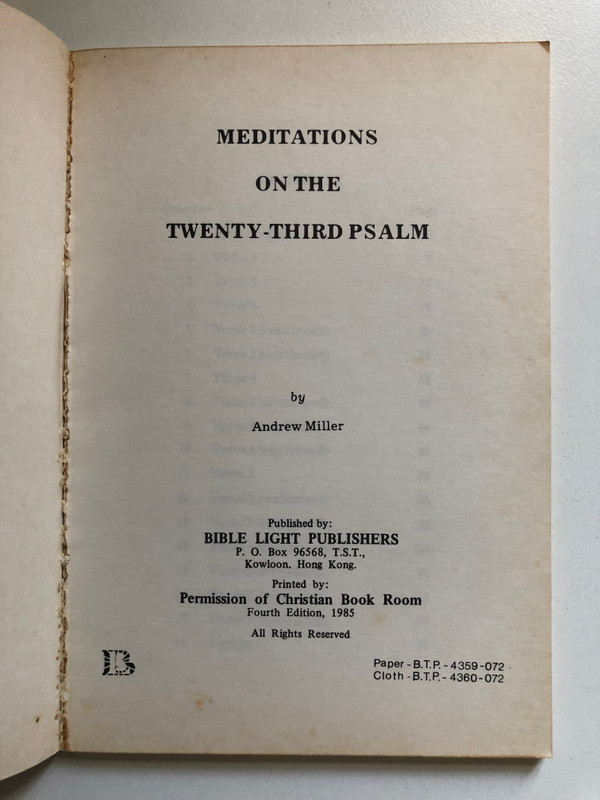 MEDITATIONS
ON THE
TWENTY-THIRD PSALM
by
Andrew Miller
Published by:
BIBLE LIGHT PUBLISHERS
P. O. Box 96568, T.S.T.,
Kowloon. Hong Kong.
Printed by:
Permission of Christian Book Room
Fourth Edition, 1985
All Rights Reserved
B
Paper - B.T.P. - 4359-072
Cloth - B.T.P. - 4360-072